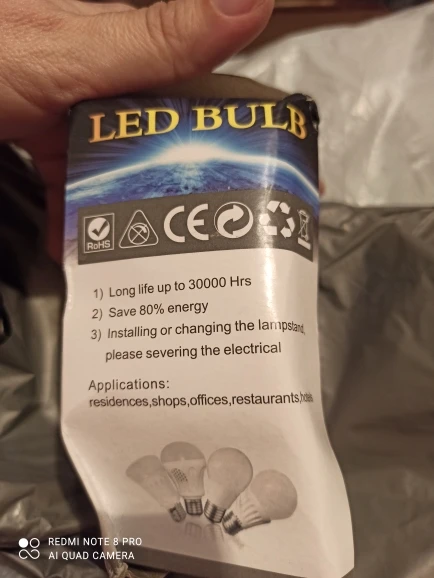 LED BULB
RoHS
CE
1) Long life up to 30000 Hrs
2) Save 80% energy
3) Installing or changing the lampstand,
please severing the electrical
Applications:
residences,shops,offices,restaurants,hotels
REDMI NOTE 8 PRO
AI QUAD CAMERA